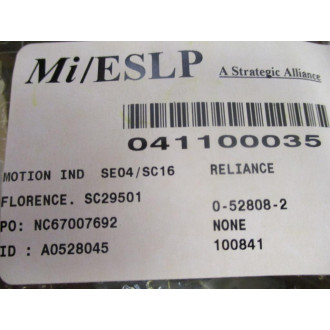 Mi/ESLP A Strategic Alliance
041100035
MOTION IND SE04/SC16 RELIANCE
FLORENCE. SC29501 0-52808-2
PO: NC67007692 NONE
ID : A0528045 100841